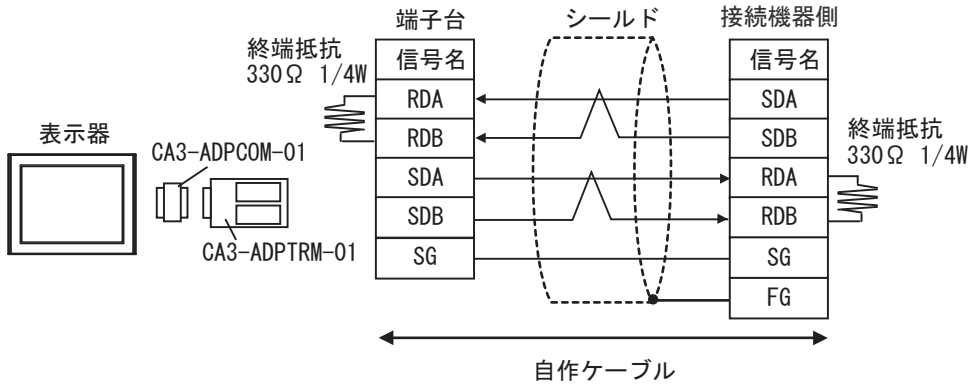 端子台
シールド
接続機器側
終端抵抗
330Ω 1/4W
信号名
信号名
RDA
SDA
RDB
SDB
終端抵抗
330Ω 1/4W
表示器
CA3-ADPCOM-01
SDA
RDA
SDB
RDB
CA3-ADPTRM-01
SG
SG
FG
自作ケーブル